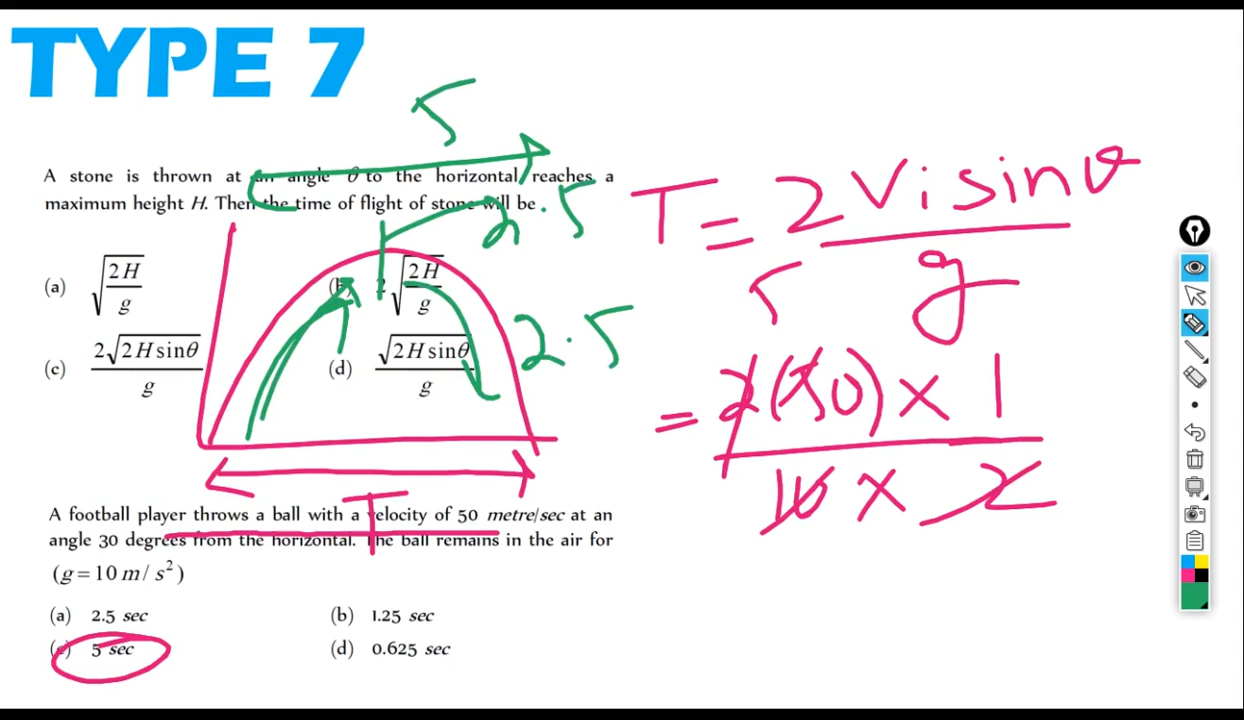 TYPE 7
5
A stone is thrown at an angle θ to the horizontal, reaches a
maximum height H. Then the time of flight of stone will be
2.5
T = 2 Vi sin θ / g
(a) √(2H/g)
(b) 2 √(2H/g)
5
(c) 2√(2H sinθ) / g
(d) √(2H sinθ) / g
2.5
= 2(50) × 1 / 10 × 2
T
A football player throws a ball with a velocity of 50 metre/sec at an
angle 30 degrees from the horizontal. The ball remains in the air for
(g = 10 m/s²)
(a) 2.5 sec
(b) 1.25 sec
(c) 5 sec
(d) 0.625 sec